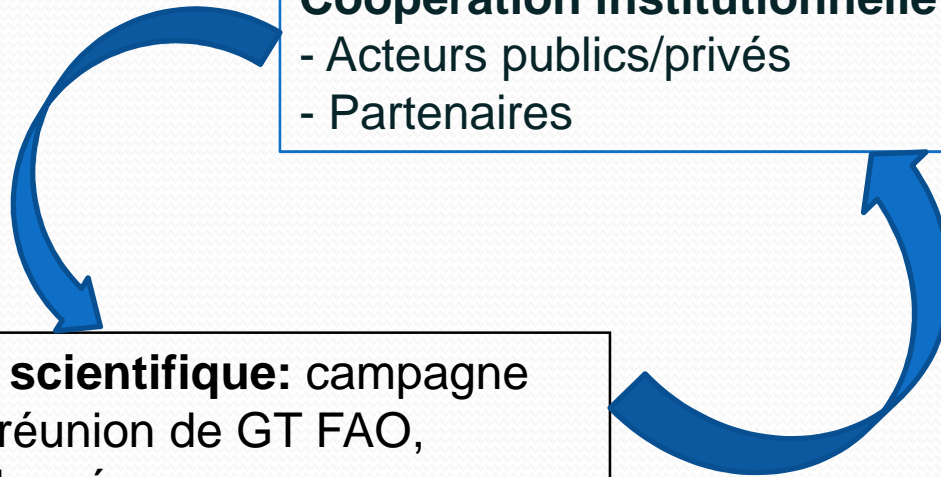 Coopération institutionnelle
- Acteurs publics/privés
- Partenaires
scientifique: campagne
réunion de GT FAO,